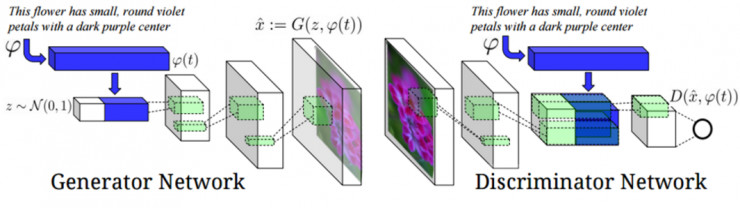 This flower has small, round violet
petals with a dark purple center
φ
φ(t)
z ~ N(0, 1)
x̂ := G(z, φ(t))
Generator Network
This flower has small, round violet
petals with a dark purple center
φ
D(x̂, φ(t))
Discriminator Network